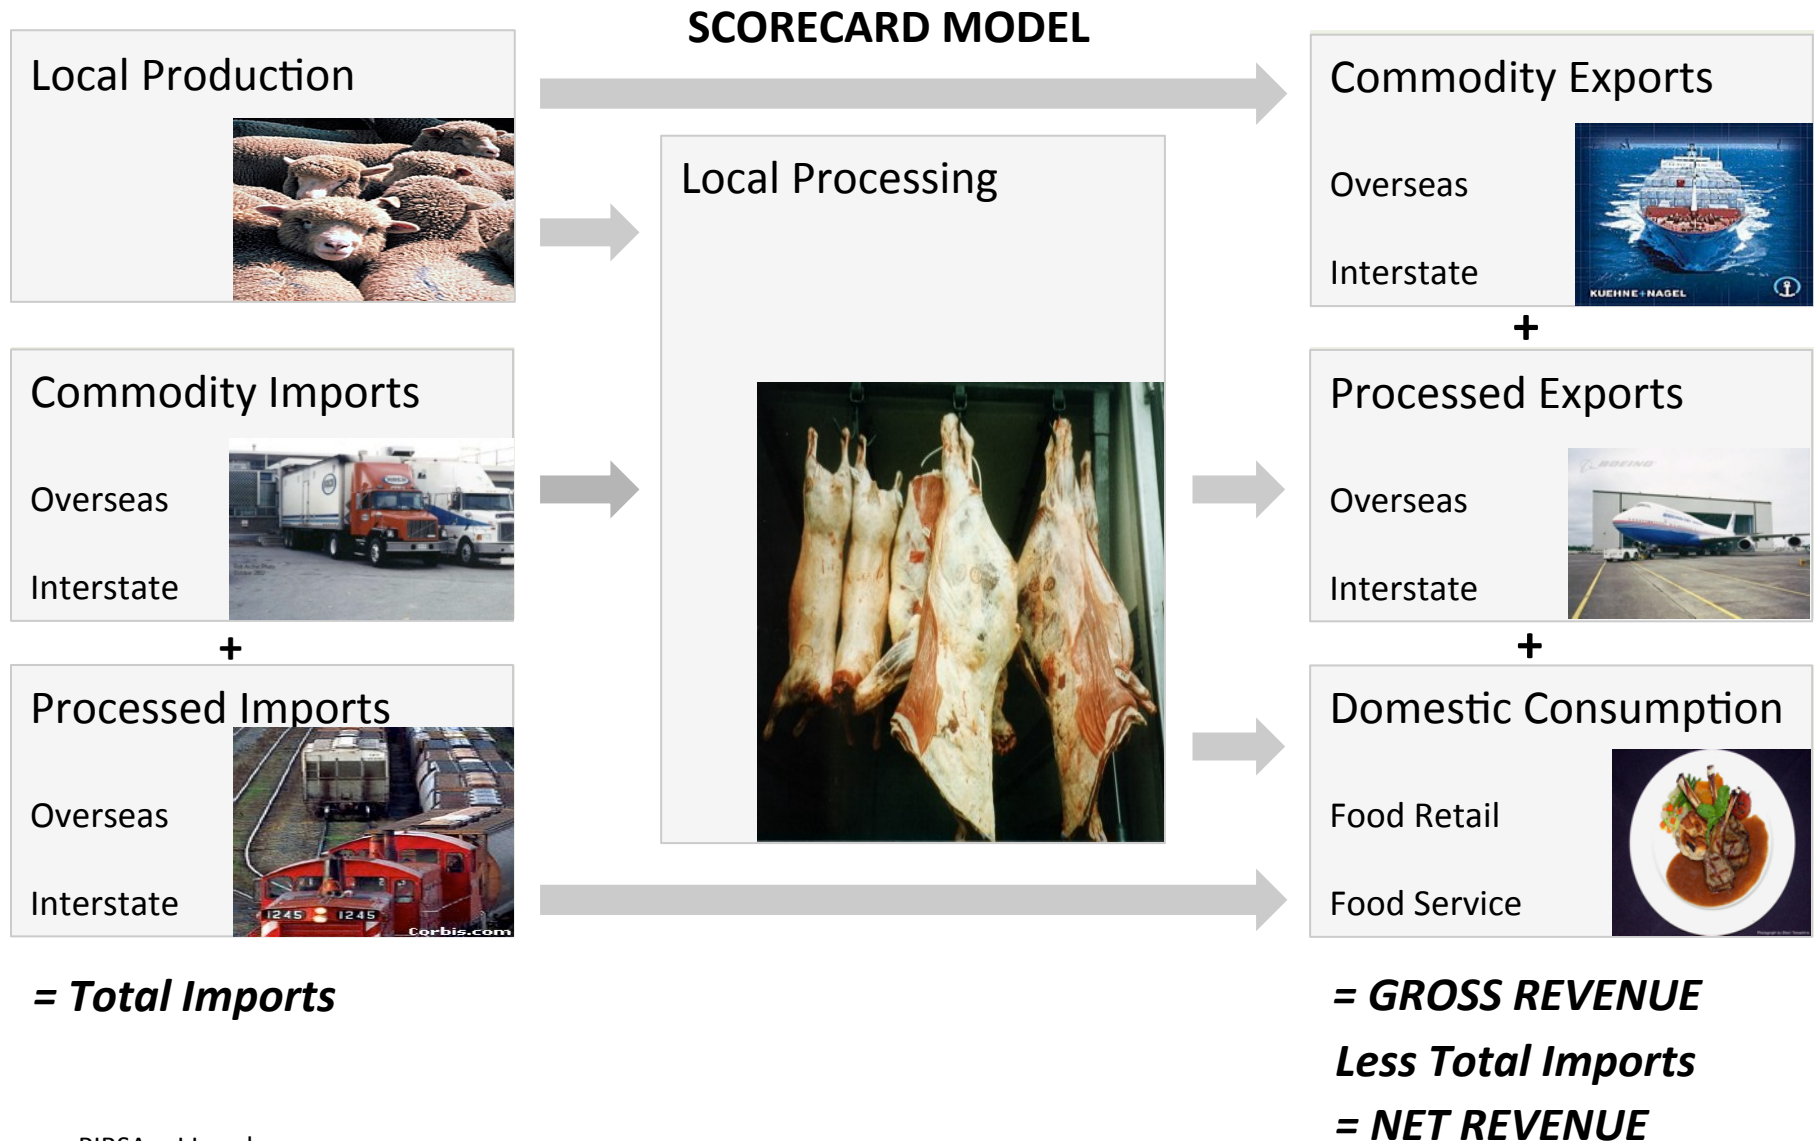 SCORECARD MODEL
Local Production
Commodity Imports
Overseas
Interstate
+
Processed Imports
Overseas
Interstate
1245 1245
Corbis.com
= Total Imports
Local Processing
Commodity Exports
Overseas
Interstate
KUEHNE+NAGEL
+
Processed Exports
BOEING
Overseas
Interstate
+
Domestic Consumption
Food Retail
Food Service
= GROSS REVENUE
Less Total Imports
= NET REVENUE